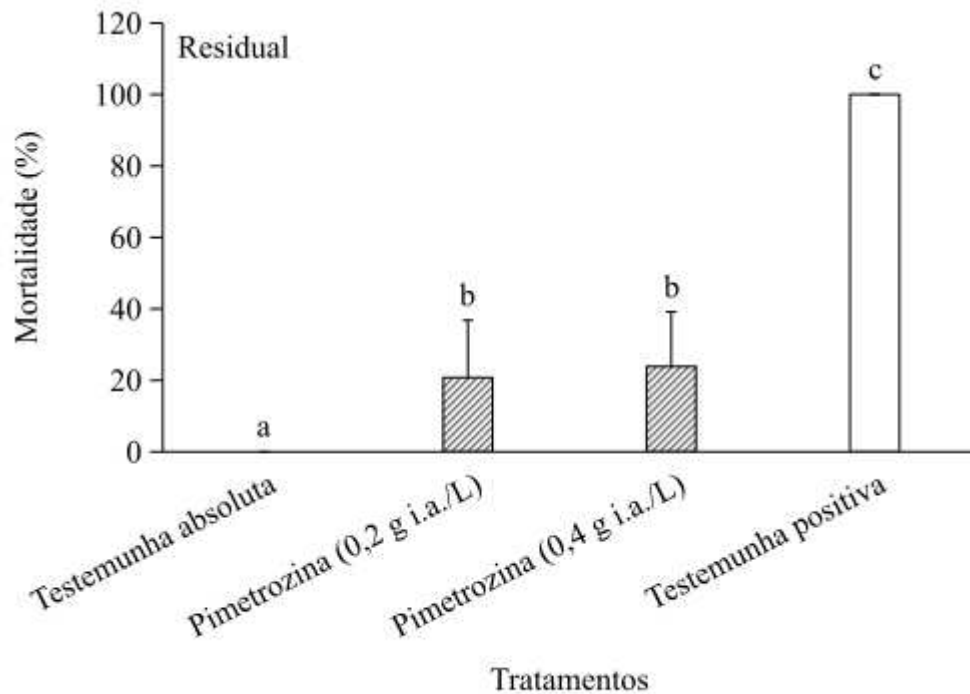 120
Residual
100
80
60
40
20
0
Mortalidade (%)
a
b
b
c
Testemunha absoluta
Pimetrozina (0,2 g i.a./L)
Pimetrozina (0,4 g i.a./L)
Testemunha positiva
Tratamentos